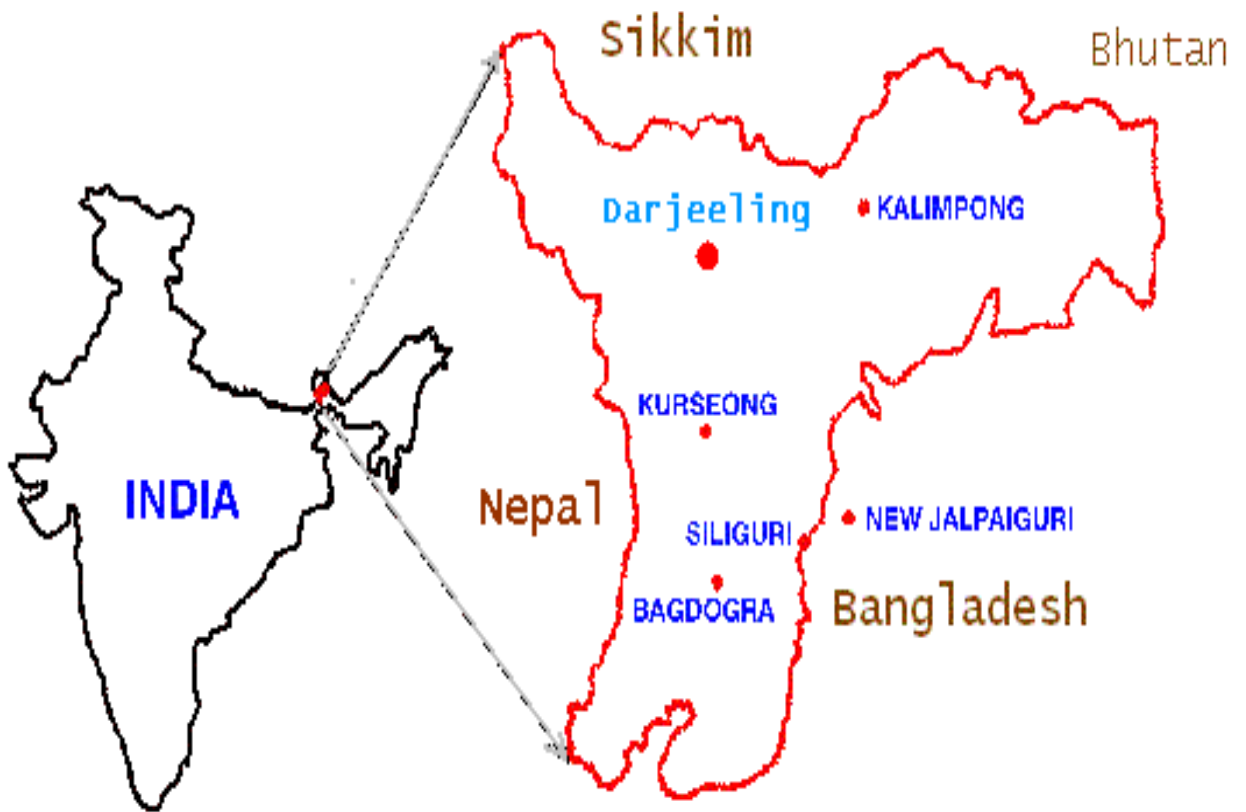 Sikkim
Bhutan
Darjeeling
KALIMPONG
KURSEONG
INDIA
Nepal
SILIGURI
NEW JALPAIGURI
BAGDOGRA
Bangladesh